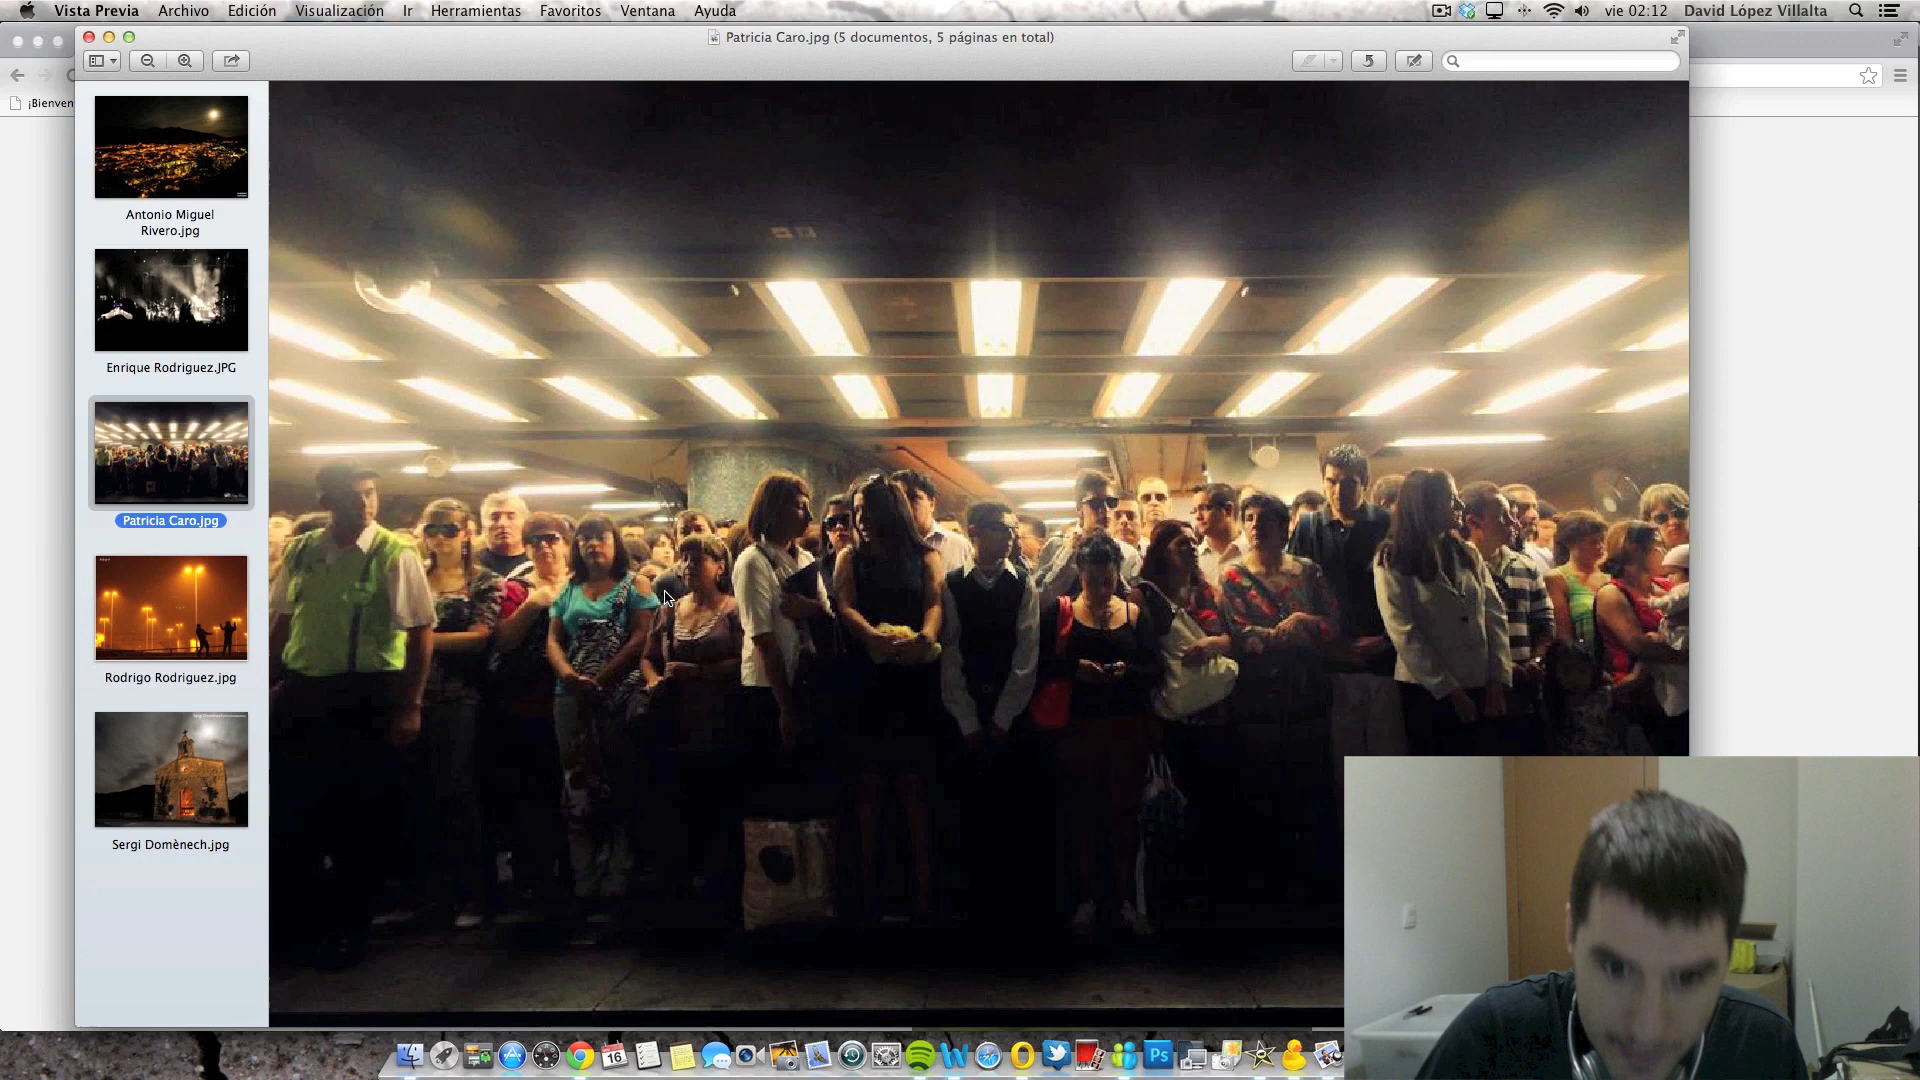 Vista Previa Archivo Edición Visualización Ir Herramientas Favoritos Ventana Ayuda vie 02:12 David López Villalta
Patricia Caro.jpg (5 documentos, 5 páginas en total)
¡Bienven
Antonio Miguel
Rivero.jpg
Enrique Rodriguez.JPG
Patricia Caro.jpg
Rodrigo Rodriguez.jpg
Sergi Domènech.jpg
16
Ps